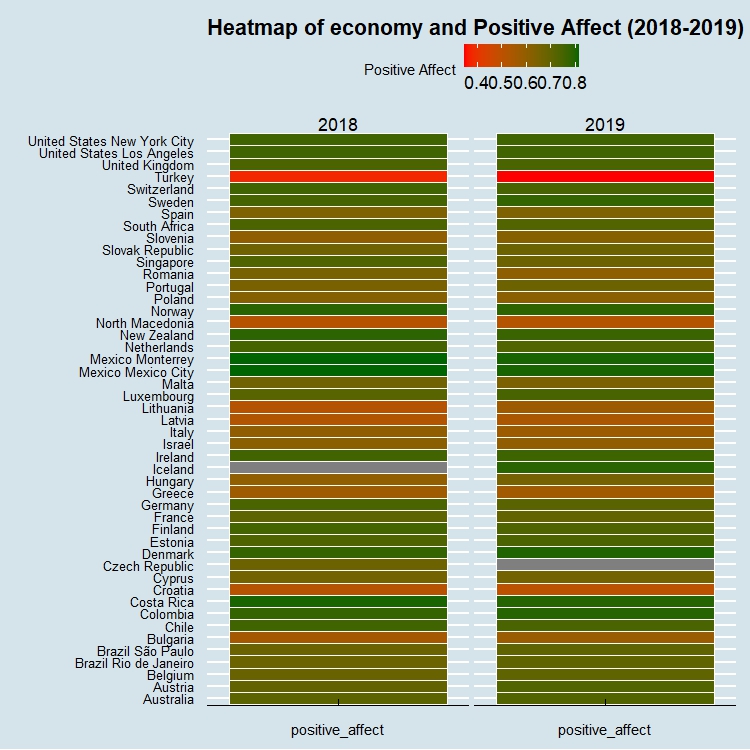 Heatmap of economy and Positive Affect (2018-2019)
Positive Affect
0.40.50.60.70.8
2018 2019
United States New York City
United States Los Angeles
United Kingdom
Turkey
Switzerland
Sweden
Spain
South Africa
Slovenia
Slovak Republic
Singapore
Romania
Portugal
Poland
Norway
North Macedonia
New Zealand
Netherlands
Mexico Monterrey
Mexico Mexico City
Malta
Luxembourg
Lithuania
Latvia
Italy
Israel
Ireland
Iceland
Hungary
Greece
Germany
France
Finland
Estonia
Denmark
Czech Republic
Cyprus
Croatia
Costa Rica
Colombia
Chile
Bulgaria
Brazil São Paulo
Brazil Rio de Janeiro
Belgium
Austria
Australia
positive_affect positive_affect